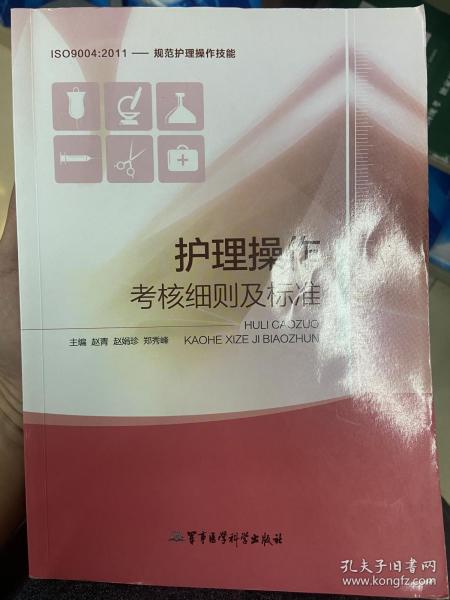 ISO9004:2011 —— 规范护理操作技能
护理操作
考核细则及标准
HULI CAOZUO
主编 赵青 赵娟珍 郑秀峰 KAOHE XIZE JI BIAOZHUN
军事医学科学出版社
孔夫子旧书网
www.kongfz.com